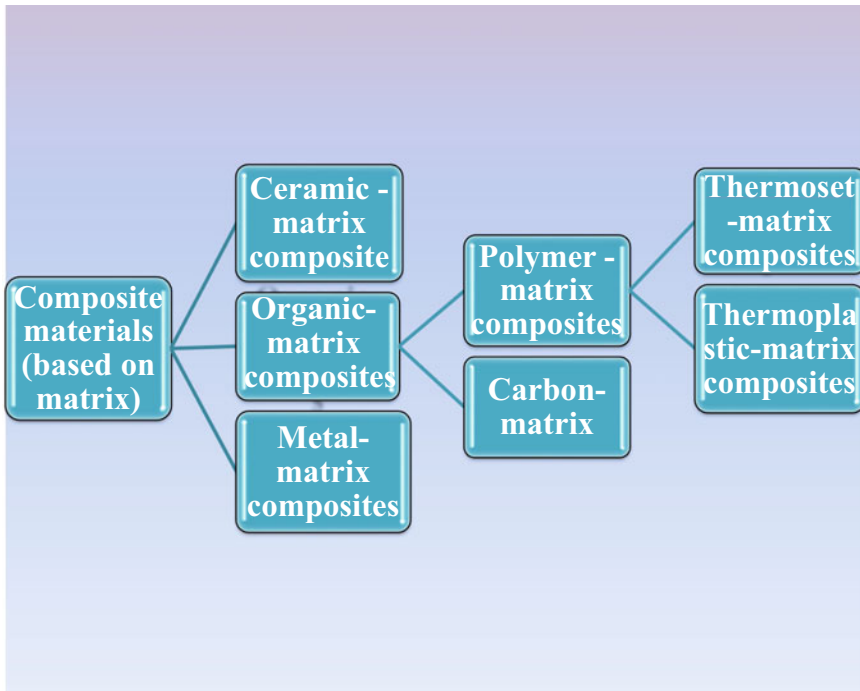 Composite
materials
(based on
matrix)
Ceramic -
matrix
composite
Organic-
matrix
composites
Metal-
matrix
composites
Polymer -
matrix
composites
Carbon-
matrix
Thermoset
-matrix
composites
Thermopla
stic-matrix
composites